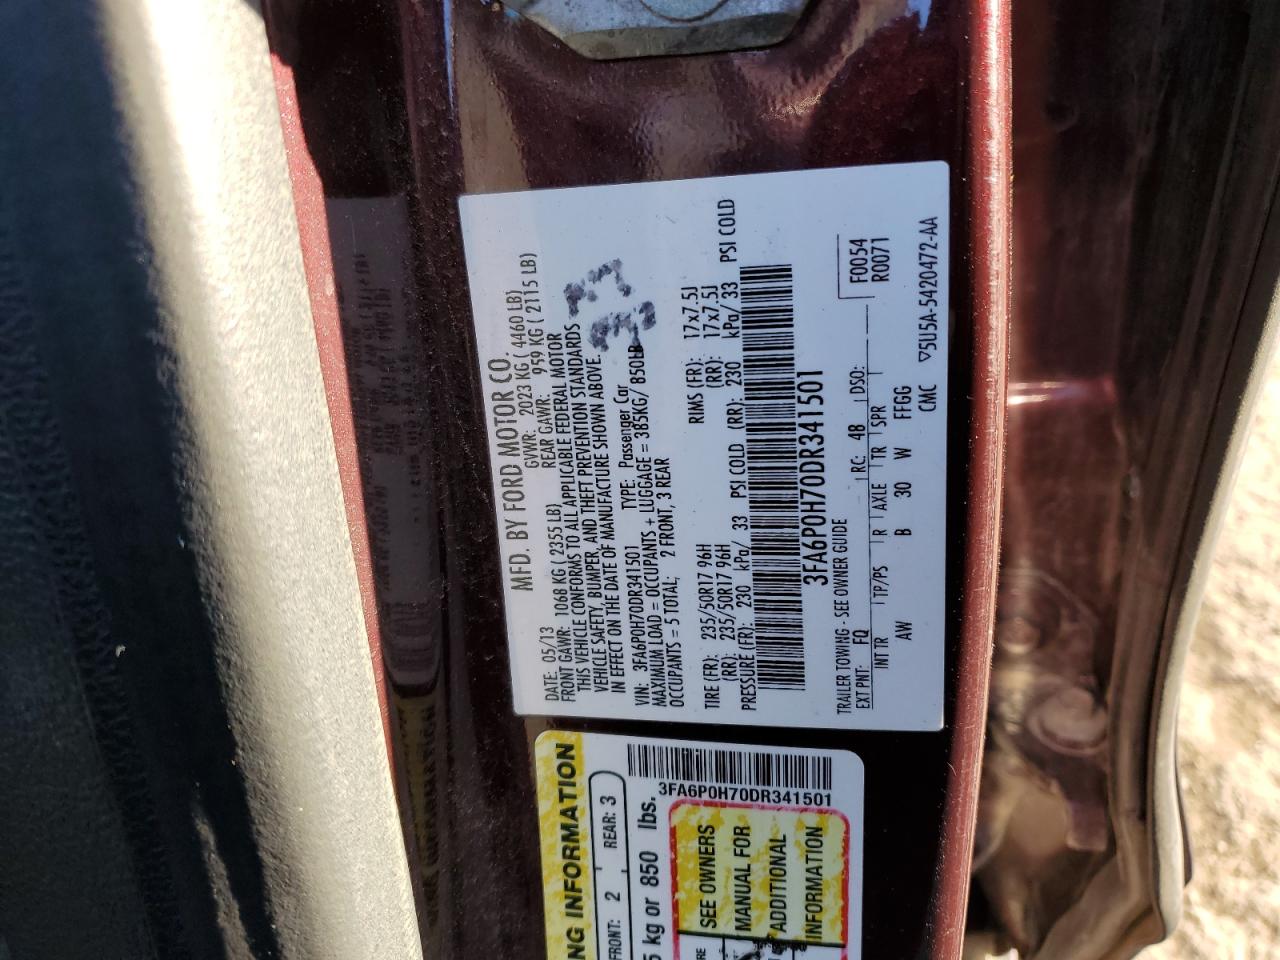 MFD. BY FORD MOTOR CO.
DATE: 05/13 GVWR: 2023 KG ( 4460 LB)
FRONT GAWR: 1068 KG ( 2355 LB) REAR GAWR: 959 KG ( 2115 LB)
THIS VEHICLE CONFORMS TO ALL APPLICABLE FEDERAL MOTOR
VEHICLE SAFETY, BUMPER, AND THEFT PREVENTION STANDARDS
IN EFFECT ON THE DATE OF MANUFACTURE SHOWN ABOVE.
VIN: 3FA6P0H70DR341501 TYPE: Passenger Car
MAXIMUM LOAD = OCCUPANTS + LUGGAGE = 385KG/ 850LB
OCCUPANTS = 5 TOTAL; 2 FRONT, 3 REAR
TIRE (FR): 235/50R17 96H RIMS (FR): 17x7.5J
(RR): 235/50R17 96H (RR): 17x7.5J
PRESSURE (FR): 230 kPa/ 33 PSI COLD (RR): 230 kPa/ 33 PSI COLD
3FA6P0H70DR341501
TRAILER TOWING - SEE OWNER GUIDE
EXT PNT: FQ RC: 48 DSO: F0054
R0071
INT TR TP/PS R AXLE TR SPR
AW B 30 W FFGG
CMC ▽5U5A-5420472-AA
NG INFORMATION
FRONT: 2 REAR: 3
5 kg or 850 lbs.
3FA6P0H70DR341501
SEE OWNERS
MANUAL FOR
ADDITIONAL
INFORMATION